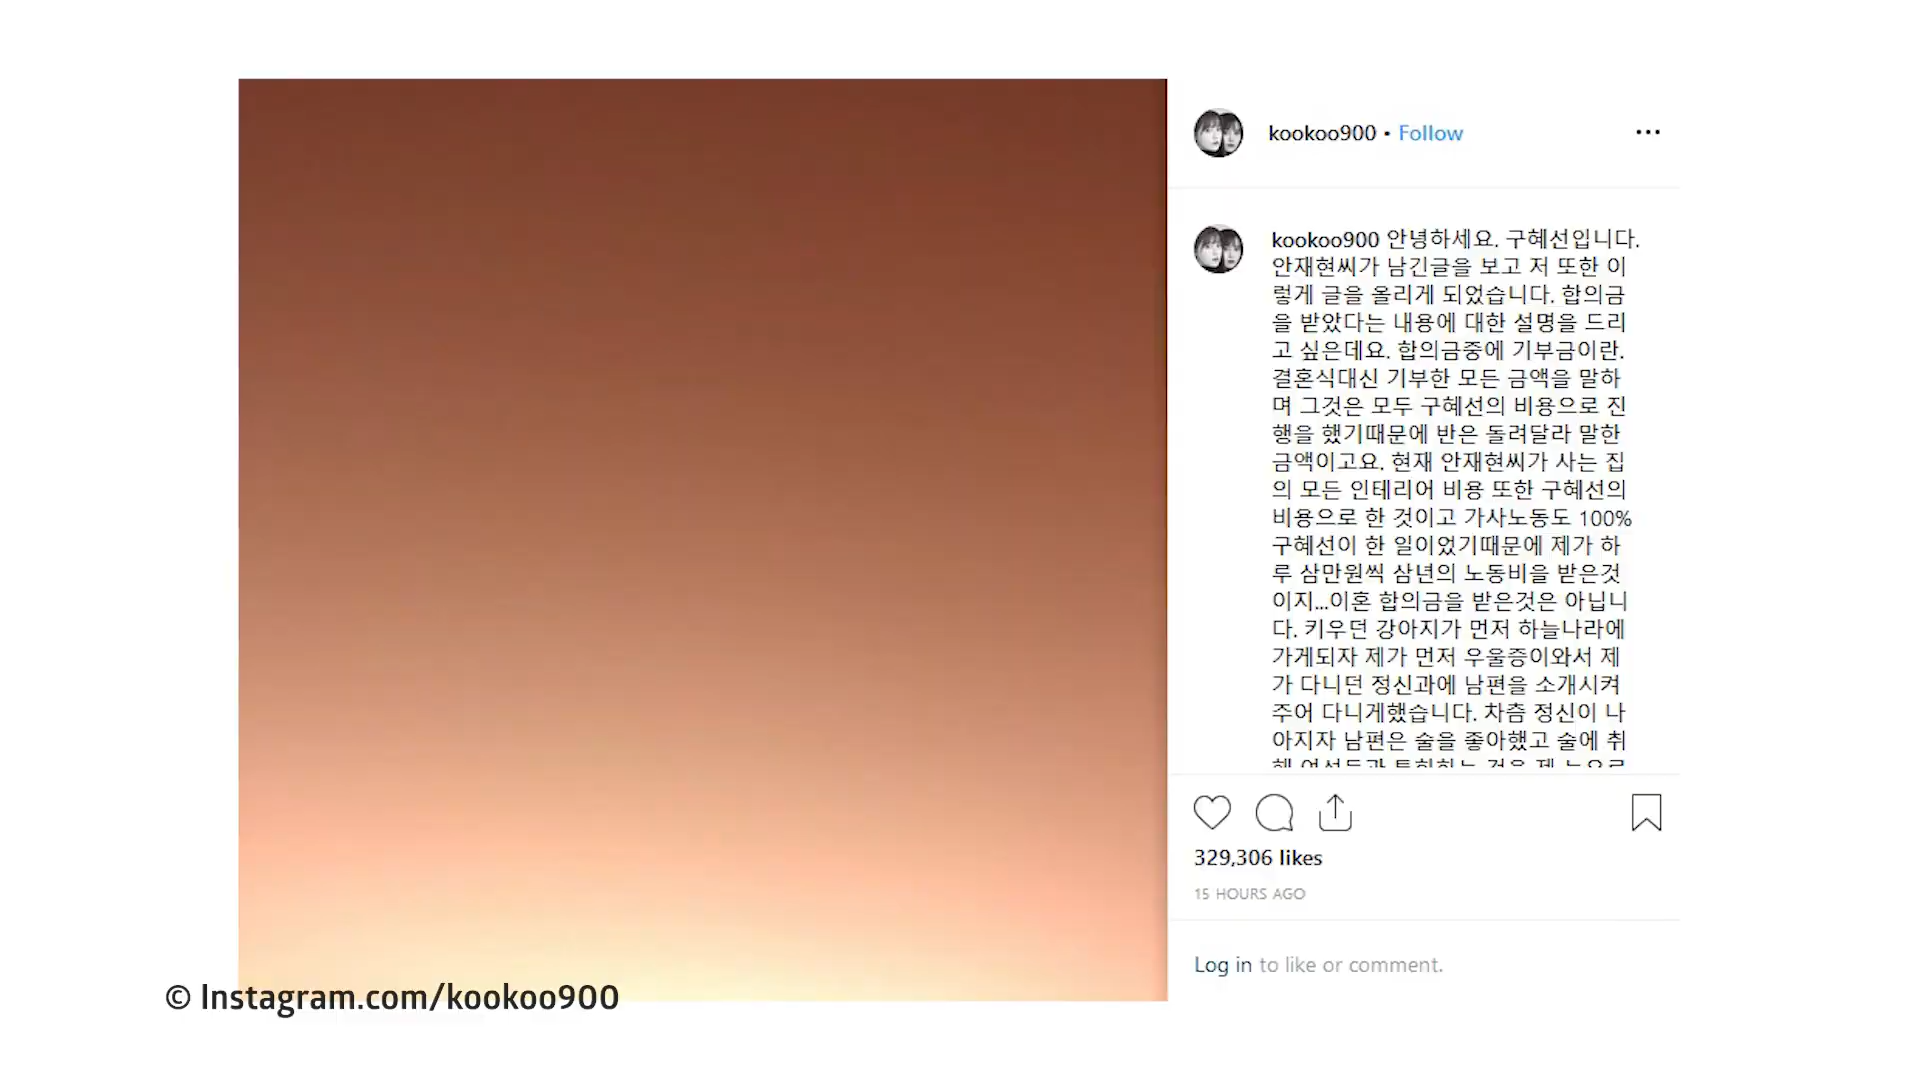 kookoo900 • Follow
kookoo900 안녕하세요. 구혜선입니다.
안재현씨가 남긴글을 보고 저 또한 이
렇게 글을 올리게 되었습니다. 합의금
을 받았다는 내용에 대한 설명을 드리
고 싶은데요. 합의금중에 기부금이란.
결혼식대신 기부한 모든 금액을 말하
며 그것은 모두 구혜선의 비용으로 진
행을 했기때문에 반은 돌려달라 말한
금액이고요. 현재 안재현씨가 사는 집
의 모든 인테리어 비용 또한 구혜선의
비용으로 한 것이고 가사노동도 100%
구혜선이 한 일이었기때문에 제가 하
루 삼만원씩 삼년의 노동비을 받은것
이지...이혼 합의금을 받은것은 아닙니
다. 키우던 강아지가 먼저 하늘나라에
가게되자 제가 먼저 우울증이와서 제
가 다니던 정신과에 남편을 소개시켜
주어 다니게했습니다. 차츰 정신이 나
아지자 남편은 술을 좋아했고 술에 취
329,306 likes
15 HOURS AGO
Log in to like or comment.
© Instagram.com/kookoo900